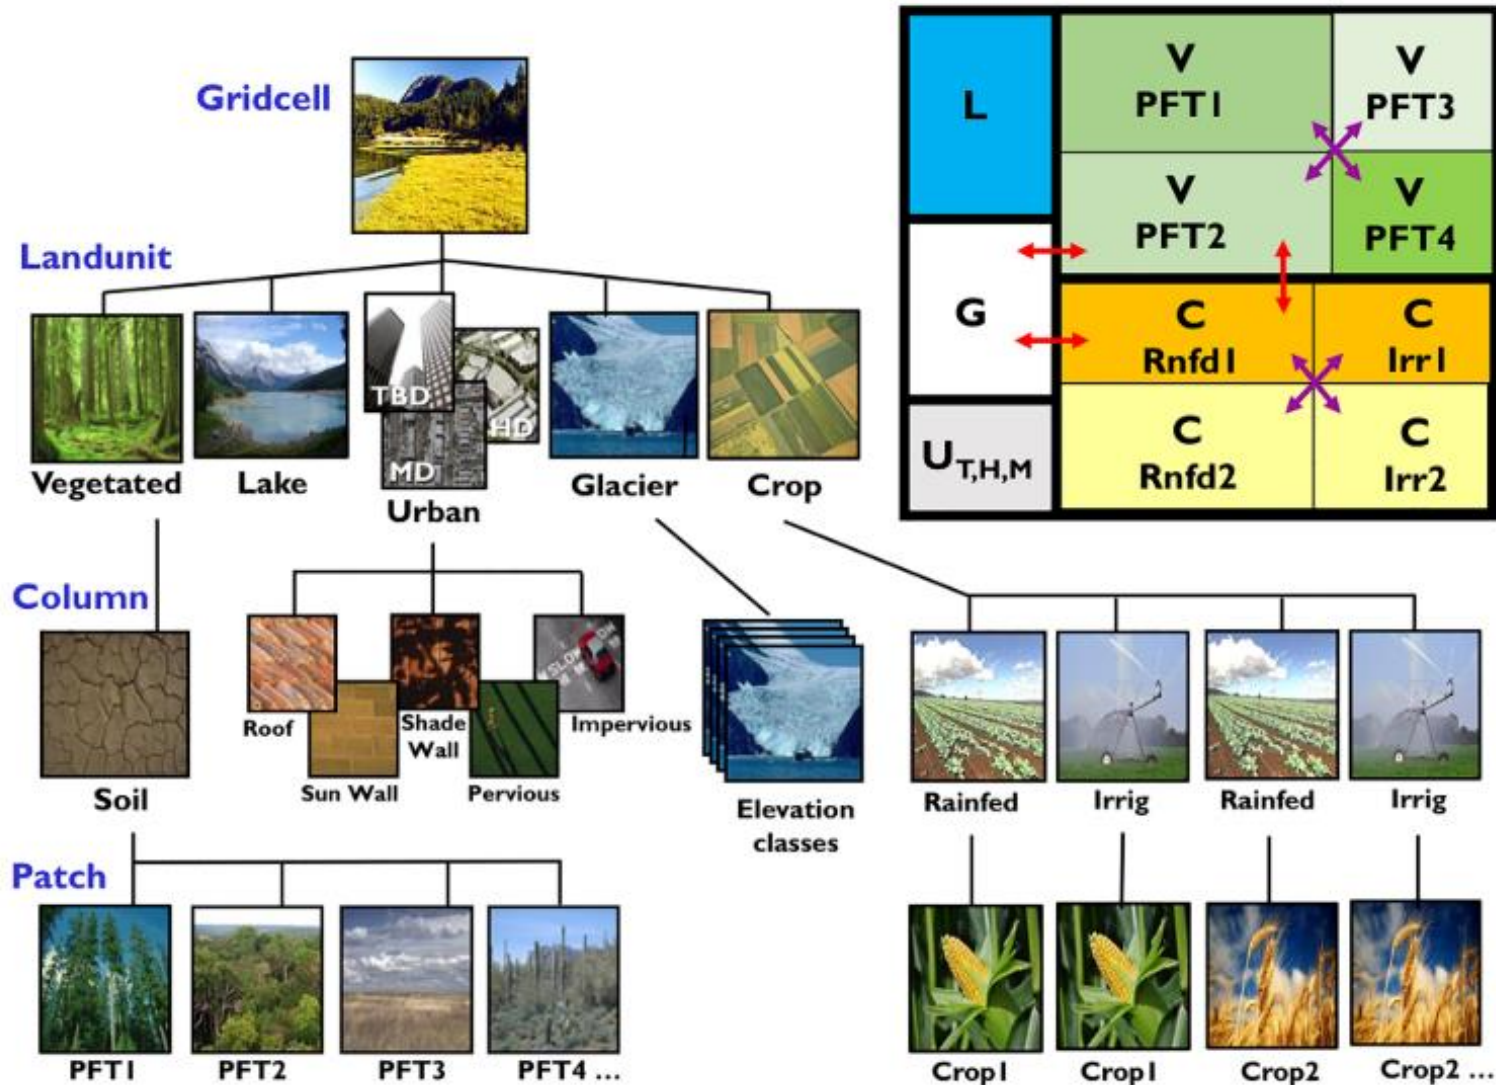 Gridcell
Landunit
TBD
HD
MD
Vegetated
Lake
Urban
Glacier
Crop
L
G
U T,H,M
V
PFT1
V
PFT3
V
PFT2
V
PFT4
C
Rnfd1
C
Irr1
C
Rnfd2
C
Irr2
Column
Soil
Roof
Sun Wall
Shade
Wall
Pervious
SLOW
Impervious
Elevation
classes
Rainfed
Irrig
Rainfed
Irrig
Patch
PFT1
PFT2
PFT3
PFT4 ...
Crop1
Crop1
Crop2
Crop2 ...